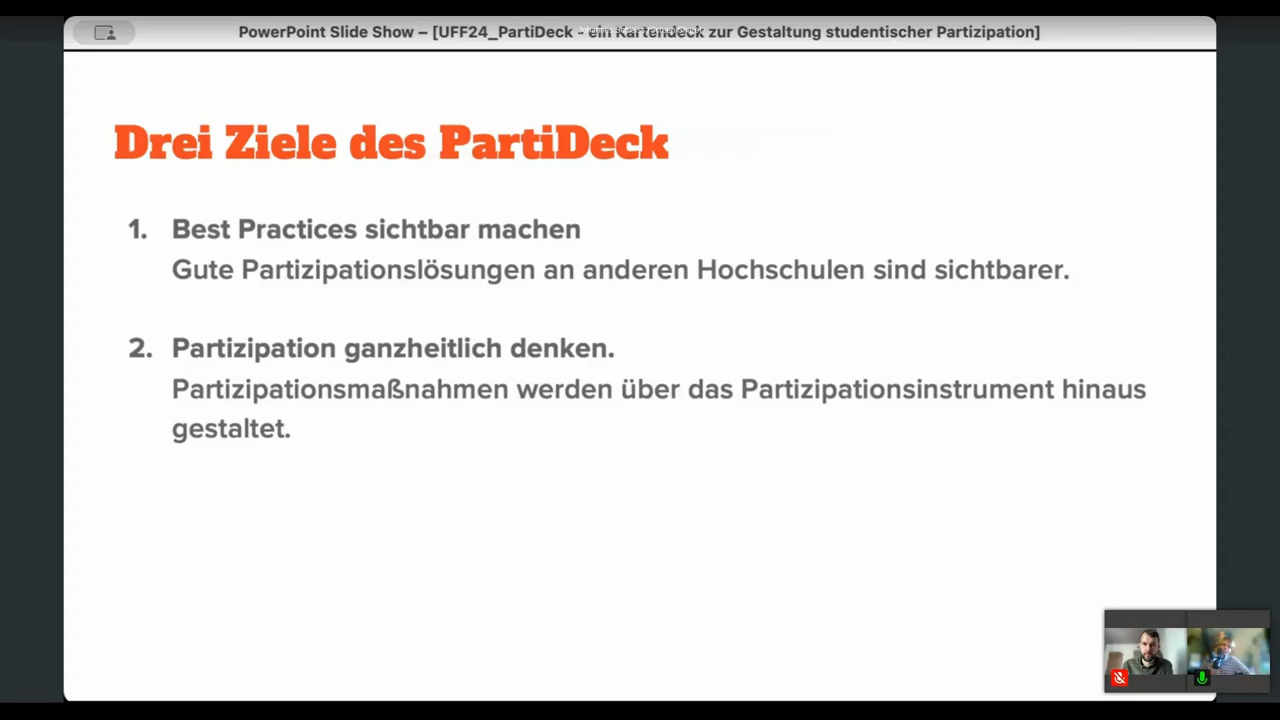 PowerPoint Slide Show – [UFF24_PartiDeck - ein Kartendeck zur Gestaltung studentischer Partizipation]
Drei Ziele des PartiDeck
1. Best Practices sichtbar machen
Gute Partizipationslösungen an anderen Hochschulen sind sichtbarer.
2. Partizipation ganzheitlich denken.
Partizipationsmaßnahmen werden über das Partizipationsinstrument hinaus
gestaltet.